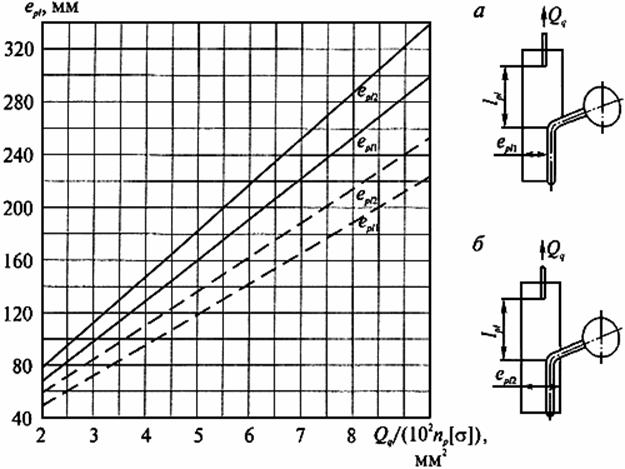 e_pl, мм
320
280
240
200
160
120
80
40
2 3 4 5 6 7 8 Q_q/(10²n_p[σ]),
мм²
e_pl2
e_pl1
e_pl2
e_pl1
а
Q_q
l_pl
e_pl1
б
Q_q
l_pl
e_pl2